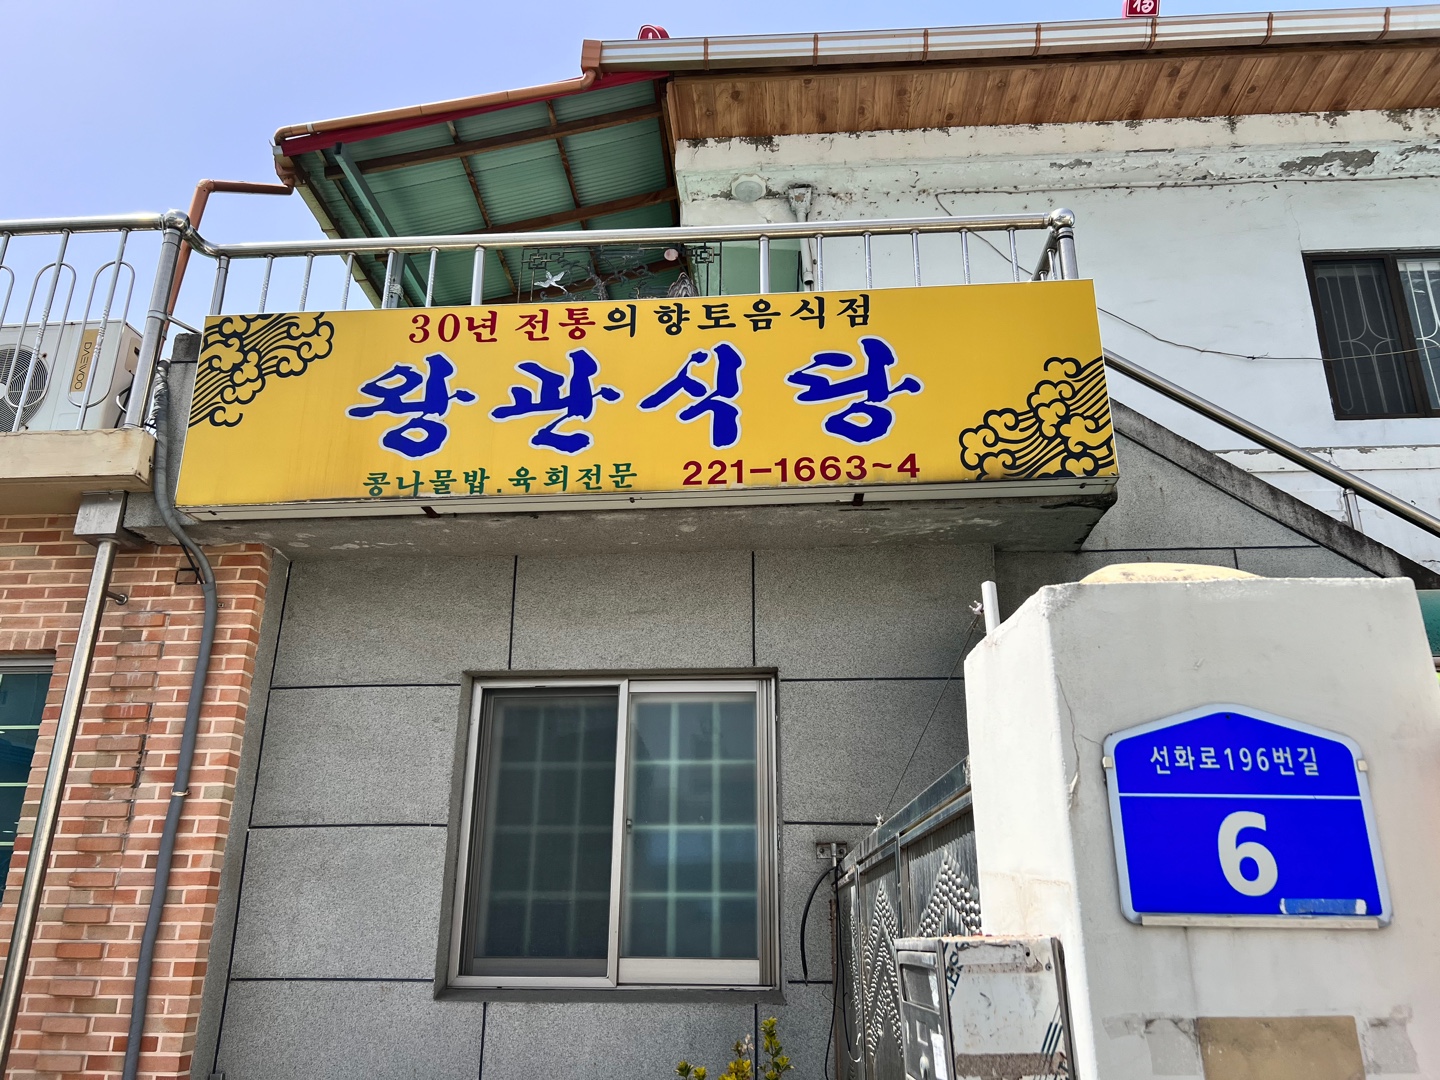 30년 전통의 향토음식점
왕관식당
콩나물밥.육회전문 221-1663~4
DAEWOO
선화로196번길
6